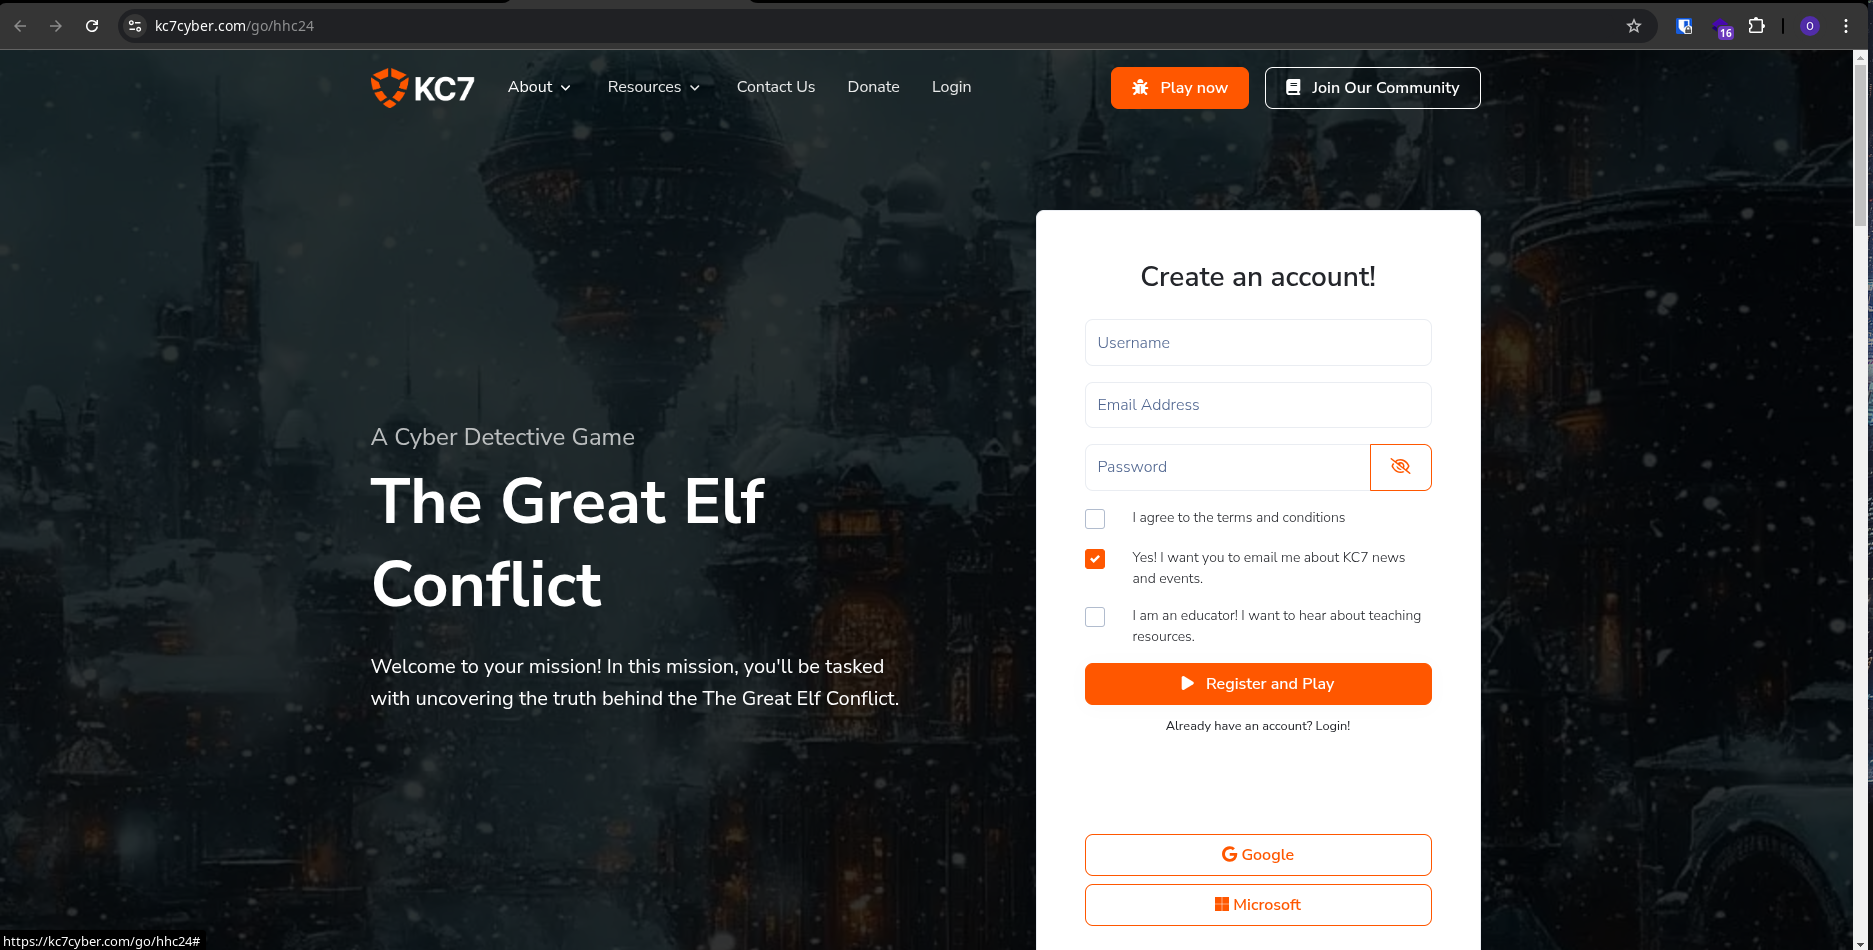 kc7cyber.com/go/hhc24
16
O
KC7
About
Resources
Contact Us
Donate
Login
Play now
Join Our Community
A Cyber Detective Game
The Great Elf
Conflict
Welcome to your mission! In this mission, you'll be tasked
with uncovering the truth behind the The Great Elf Conflict.
Create an account!
Username
Email Address
Password
I agree to the terms and conditions
Yes! I want you to email me about KC7 news
and events.
I am an educator! I want to hear about teaching
resources.
Register and Play
Already have an account? Login!
Google
Microsoft
https://kc7cyber.com/go/hhc24#